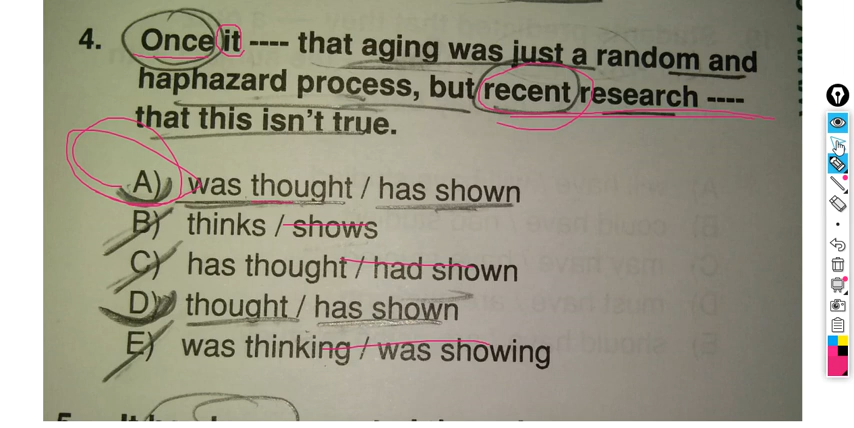 4. Once it ---- that aging was just a random and
haphazard process, but recent research ----
that this isn't true.
A) was thought / has shown
B) thinks / shows
C) has thought / had shown
D) thought / has shown
E) was thinking / was showing